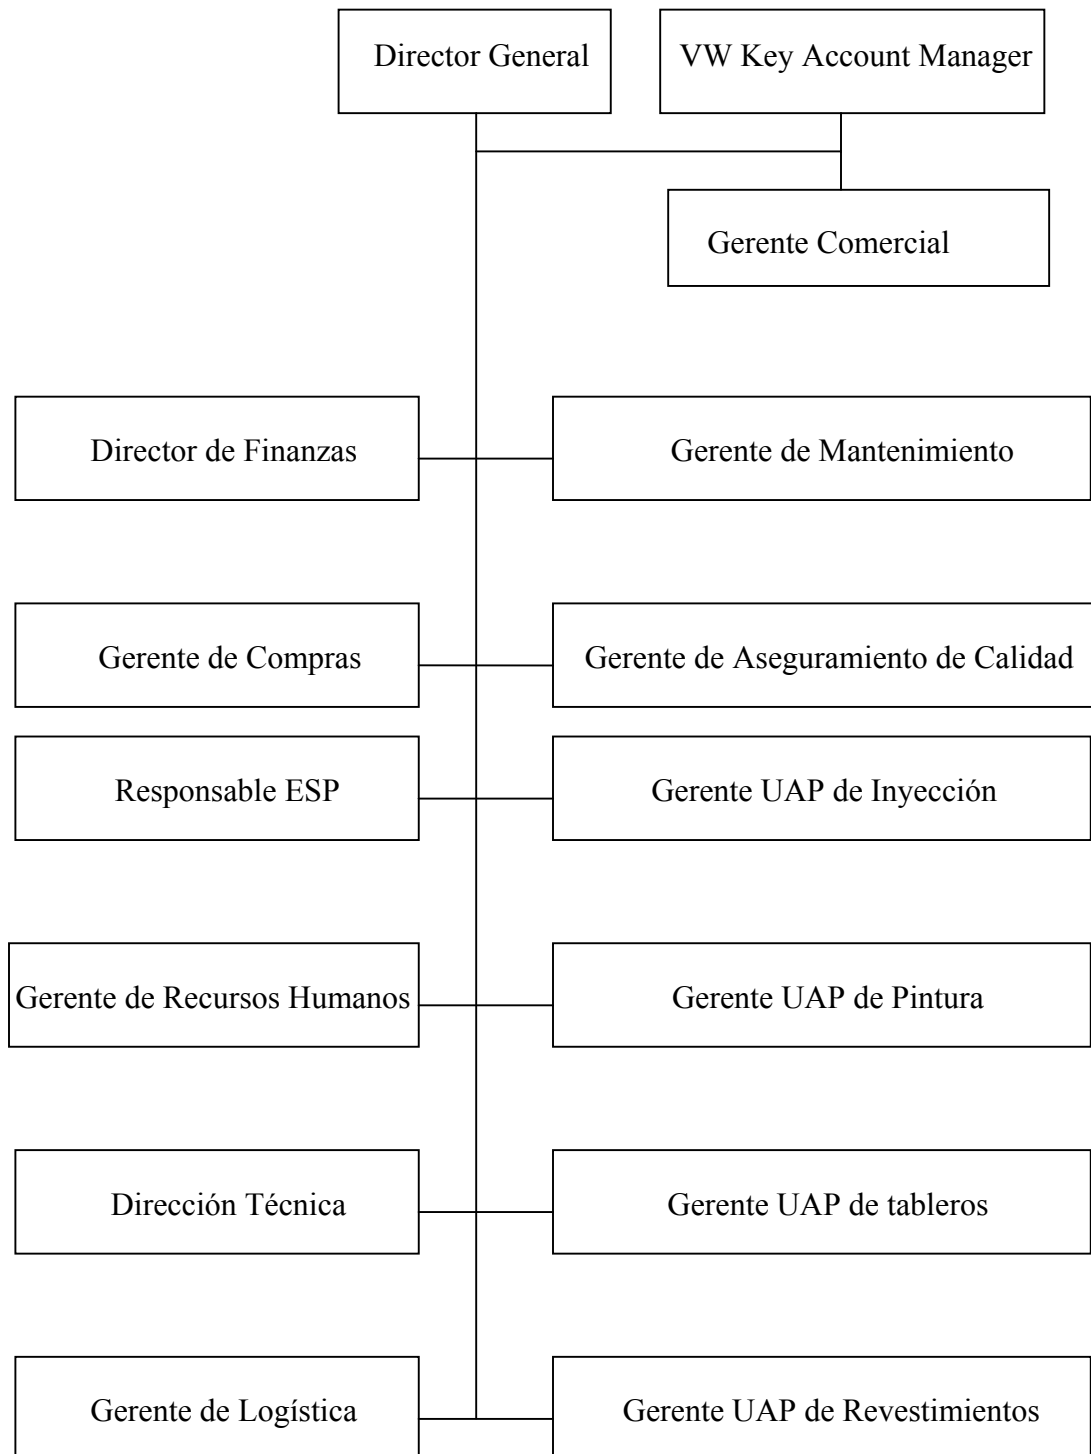 Director General
VW Key Account Manager
Gerente Comercial
Director de Finanzas
Gerente de Mantenimiento
Gerente de Compras
Gerente de Aseguramiento de Calidad
Responsable ESP
Gerente UAP de Inyección
Gerente de Recursos Humanos
Gerente UAP de Pintura
Dirección Técnica
Gerente UAP de tableros
Gerente de Logística
Gerente UAP de Revestimientos